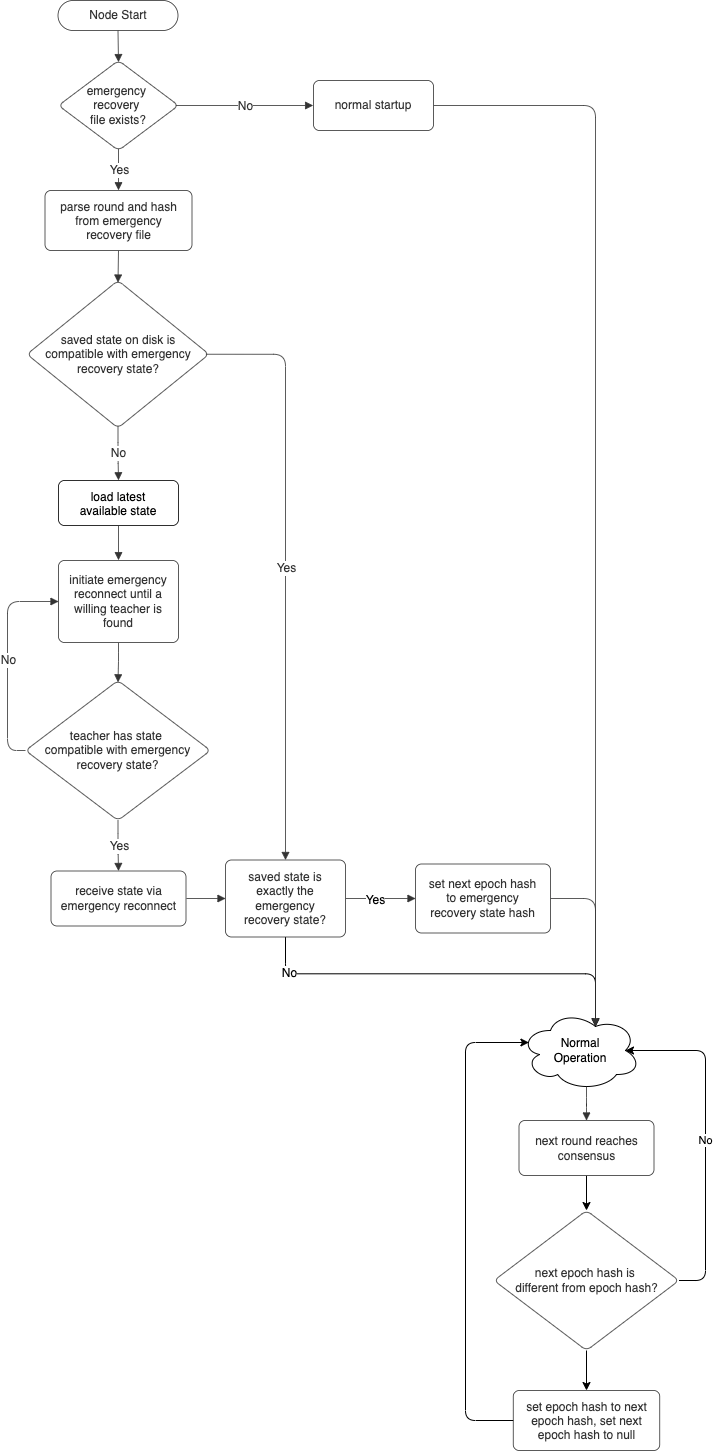 Node Start
emergency
recovery
file exists?
No
normal startup
Yes
parse round and hash
from emergency
recovery file
saved state on disk is
compatible with emergency
recovery state?
No
load latest
available state
Yes
initiate emergency
reconnect until a
willing teacher is
found
No
teacher has state
compatible with emergency
recovery state?
Yes
receive state via
emergency reconnect
saved state is
exactly the
emergency
recovery state?
Yes
set next epoch hash
to emergency
recovery state hash
No
Normal
Operation
next round reaches
consensus
No
next epoch hash is
different from epoch hash?
set epoch hash to next
epoch hash, set next
epoch hash to null